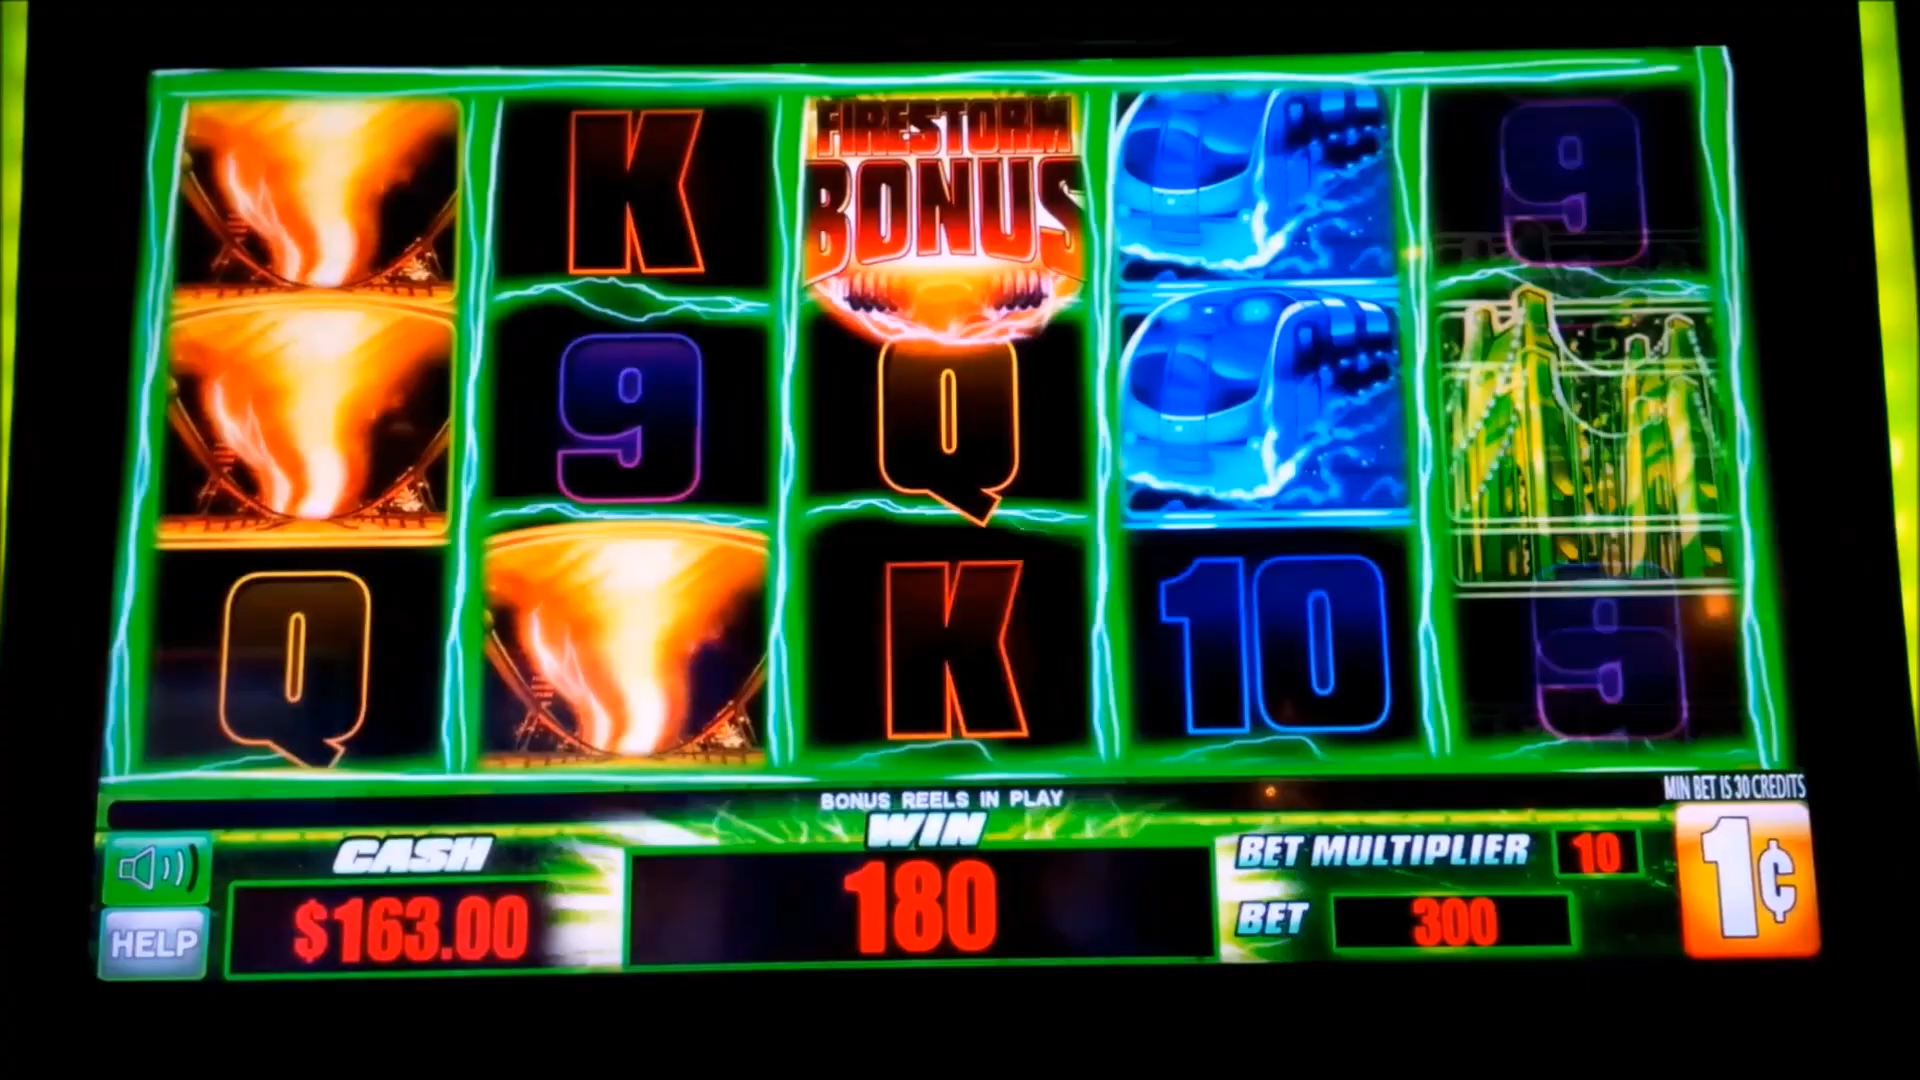 K
FIRESTORM
BONUS
9
9
Q
Q
K
10
9
BONUS REELS IN PLAY
MIN BET IS 30 CREDITS
CASH
WIN
BET MULTIPLIER 10
1¢
$163.00
180
BET 300
HELP